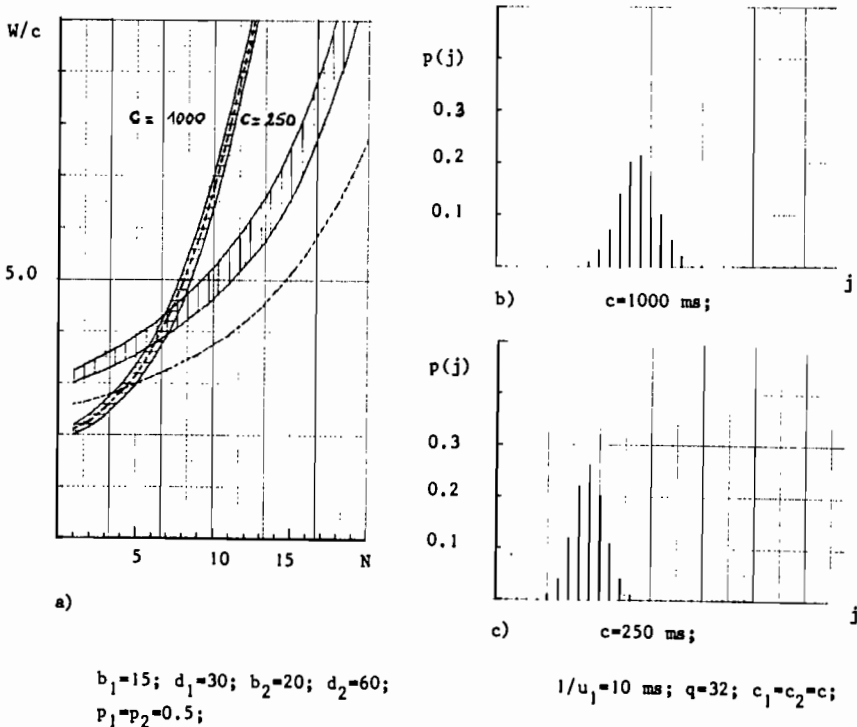 W/c
G = 1000 C=250
5.0
5 10 15 N
a)
p(j)
0.3
0.2
0.1
j
b) c=1000 ms;
p(j)
0.3
0.2
0.1
j
c) c=250 ms;
b1=15; d1=30; b2=20; d2=60;
p1=p2=0.5;
1/u1=10 ms; q=32; c1=c2=c;